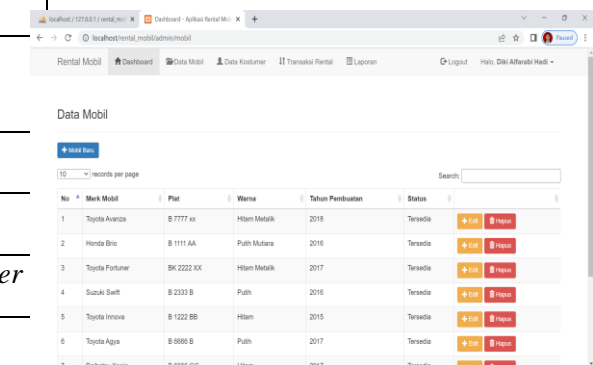 localhost / 127.0.0.1 / rental_mo
Dashboard - Aplikasi Rental Mob
localhost/rental_mobil/admin/mobil
Paused
Rental Mobil Dashboard Data Mobil Data Kostumer Transaksi Rental Laporan Logout Halo, Diki Alfarabi Hadi
Data Mobil
Mobil Baru
10 records per page Search:
No Merk Mobil Plat Warna Tahun Pembuatan Status
1 Toyota Avanza B 7777 xx Hitam Metalik 2018 Tersedia Edit Hapus
2 Honda Brio B 1111 AA Putih Mutiara 2016 Tersedia Edit Hapus
3 Toyota Fortuner BK 2222 XX Hitam Metalik 2017 Tersedia Edit Hapus
er
4 Suzuki Swift B 2333 B Putih 2016 Tersedia Edit Hapus
5 Toyota Innova B 1222 BB Hitam 2015 Tersedia Edit Hapus
6 Toyota Agya B 6666 B Putih 2017 Tersedia Edit Hapus